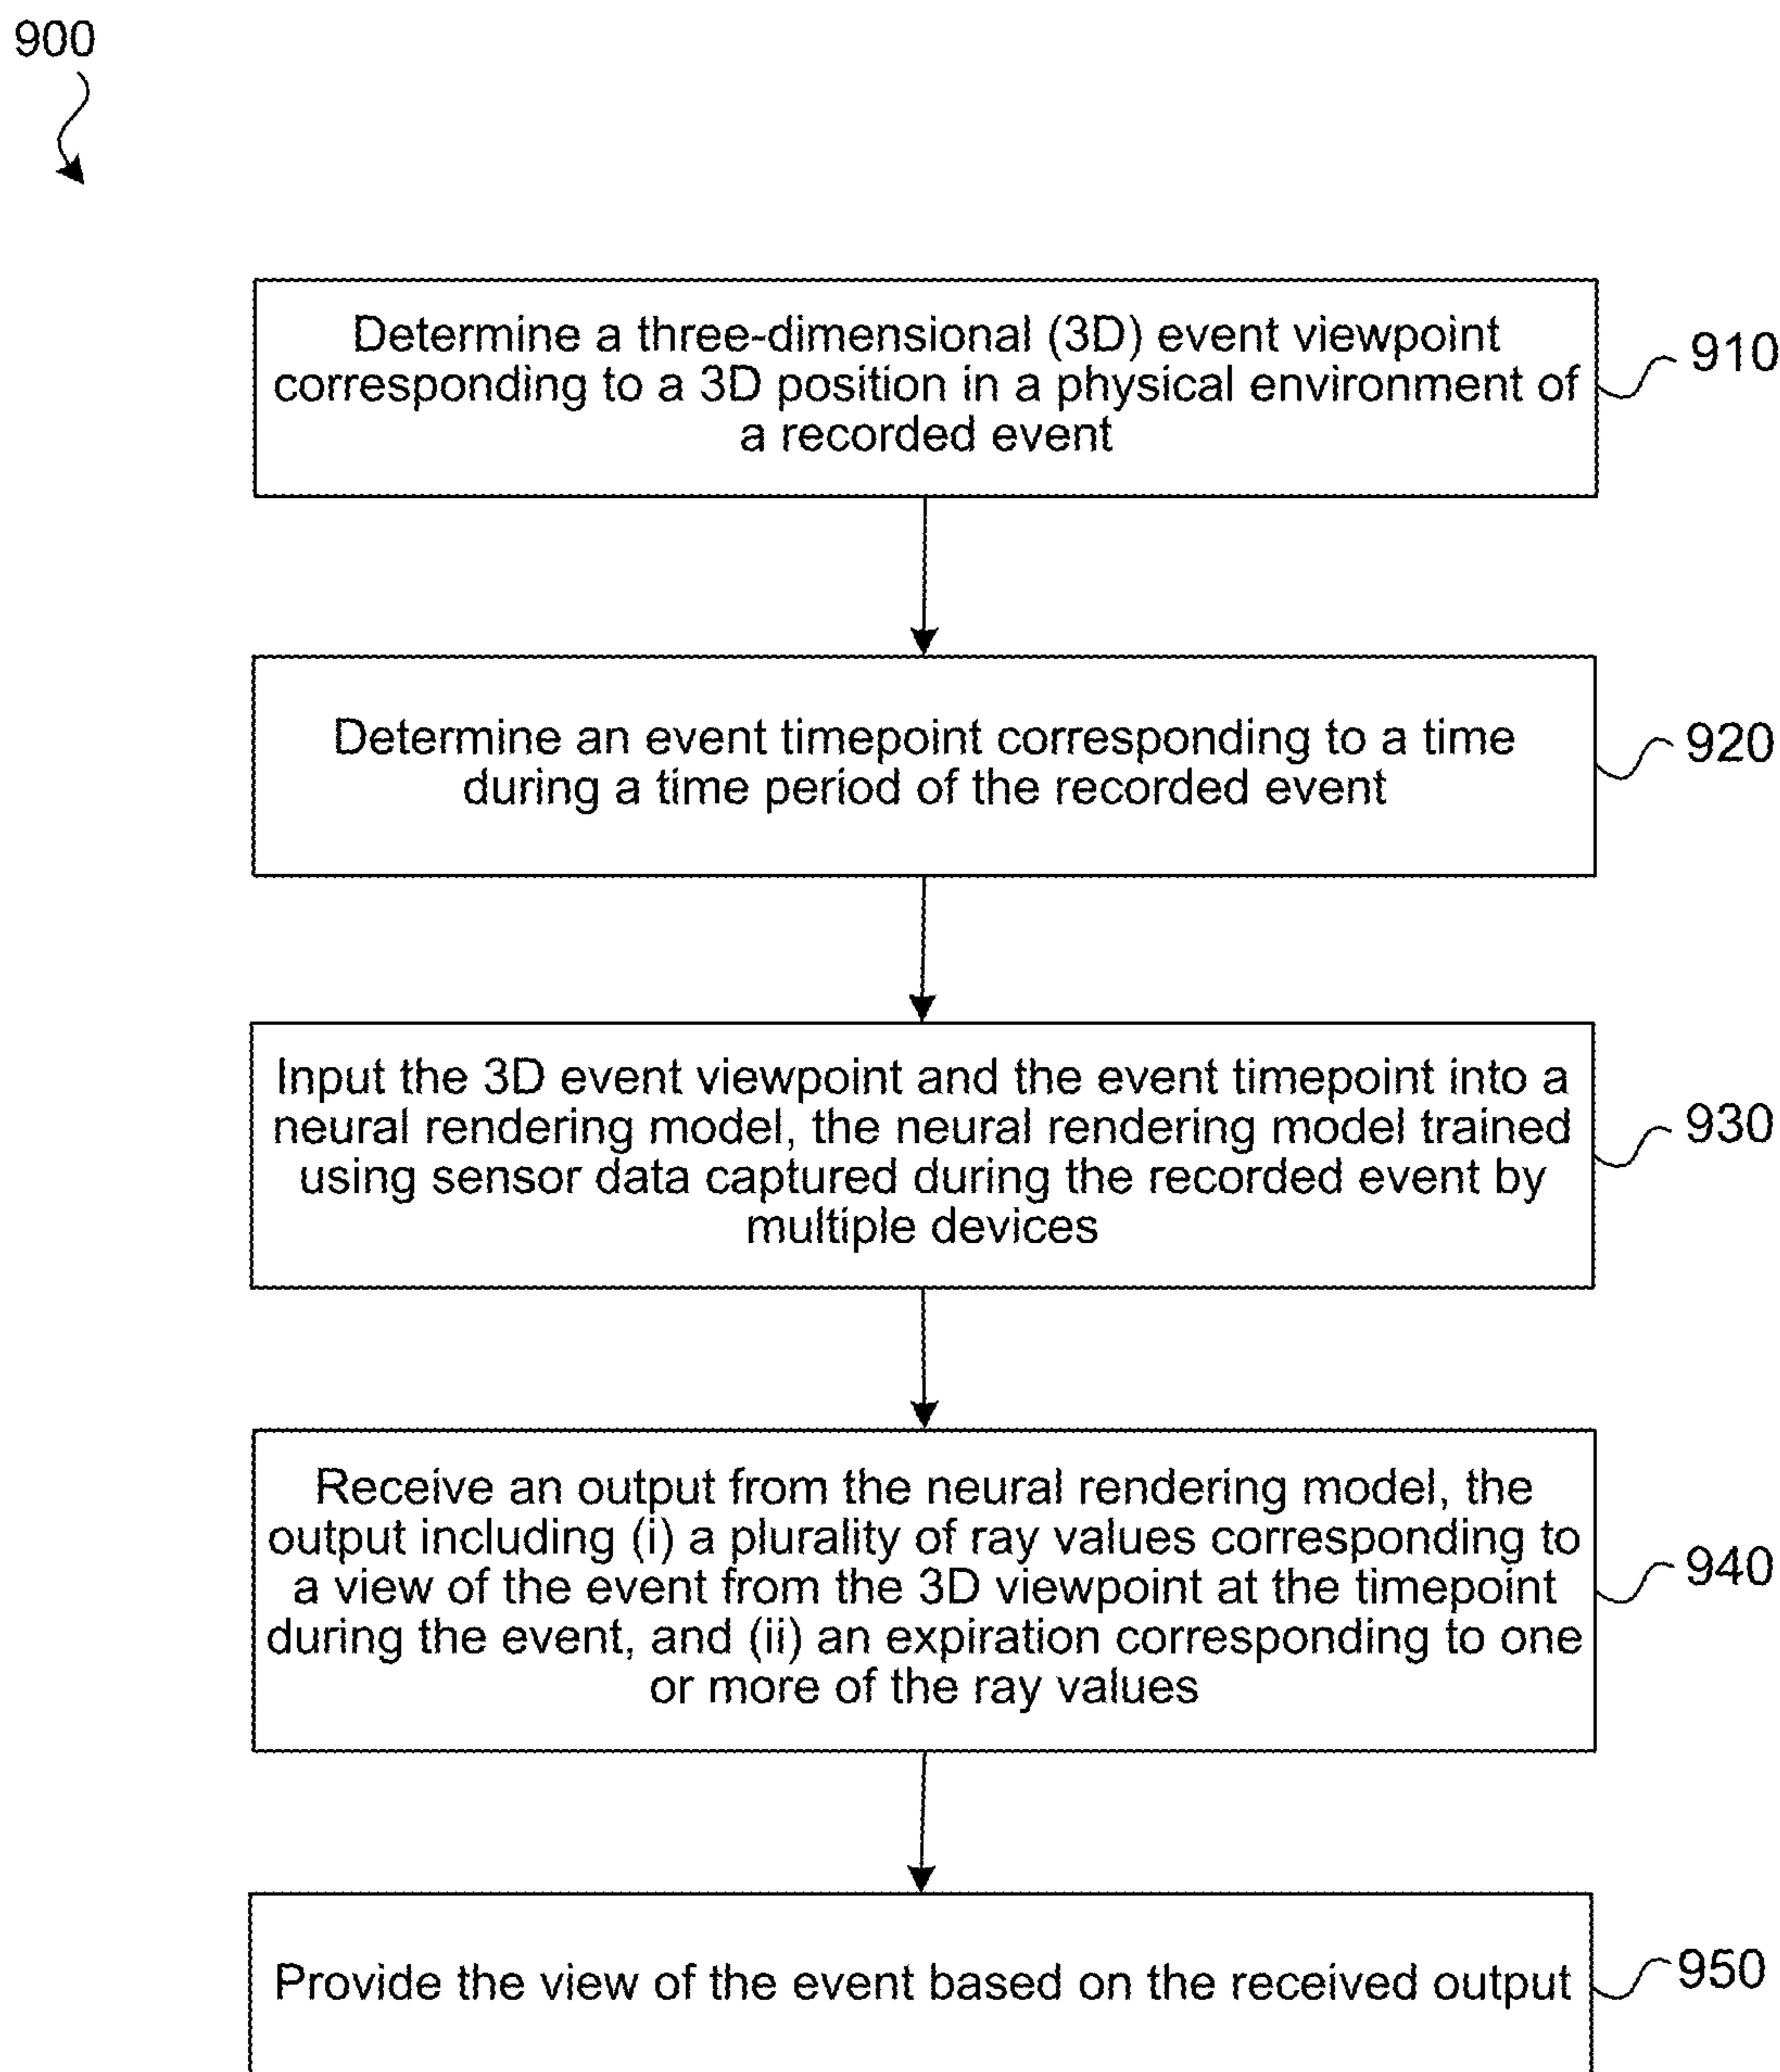 900
Determine a three-dimensional (3D) event viewpoint
corresponding to a 3D position in a physical environment of
a recorded event
910
Determine an event timepoint corresponding to a time
during a time period of the recorded event
920
Input the 3D event viewpoint and the event timepoint into a
neural rendering model, the neural rendering model trained
using sensor data captured during the recorded event by
multiple devices
930
Receive an output from the neural rendering model, the
output including (i) a plurality of ray values corresponding to
a view of the event from the 3D viewpoint at the timepoint
during the event, and (ii) an expiration corresponding to one
or more of the ray values
940
Provide the view of the event based on the received output
950